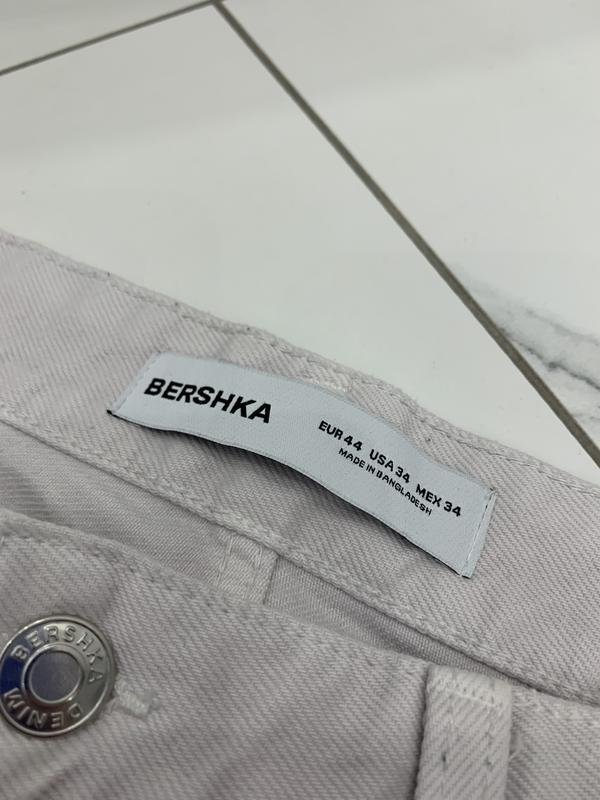 BERSHKA
EUR 44 USA 34 MEX 34
MADE IN BANGLADESH
BERSHKA
DENIM